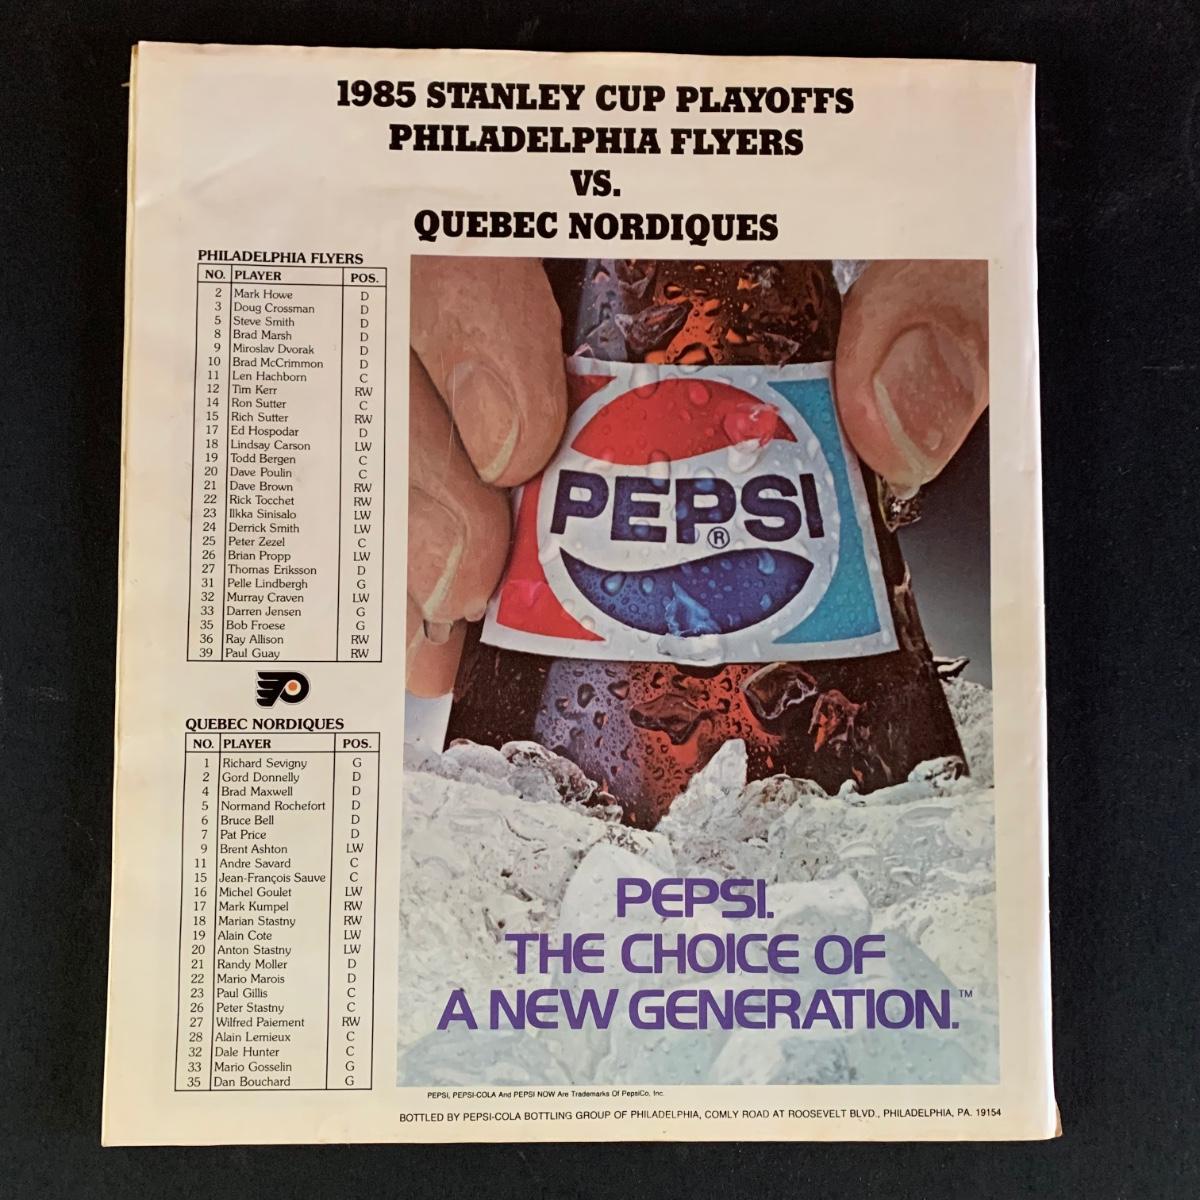 1985 STANLEY CUP PLAYOFFS
PHILADELPHIA FLYERS
VS.
QUEBEC NORDIQUES
PHILADELPHIA FLYERS
NO. PLAYER POS.
2 Mark Howe D
3 Doug Crossman D
5 Steve Smith D
8 Brad Marsh D
9 Miroslav Dvorak D
10 Brad McCrimmon D
11 Len Hachborn C
12 Tim Kerr RW
14 Ron Sutter C
15 Rich Sutter RW
17 Ed Hospodar D
18 Lindsay Carson LW
19 Todd Bergen C
20 Dave Poulin C
21 Dave Brown RW
22 Rick Tocchet RW
23 Ilkka Sinisalo LW
24 Derrick Smith LW
25 Peter Zezel C
26 Brian Propp LW
27 Thomas Eriksson D
31 Pelle Lindbergh G
32 Murray Craven LW
33 Darren Jensen G
35 Bob Froese G
36 Ray Allison RW
39 Paul Guay RW
QUEBEC NORDIQUES
NO. PLAYER POS.
1 Richard Sevigny G
2 Gord Donnelly D
4 Brad Maxwell D
5 Normand Rochefort D
6 Bruce Bell D
7 Pat Price D
9 Brent Ashton LW
11 Andre Savard C
15 Jean-François Sauve C
16 Michel Goulet LW
17 Mark Kumpel RW
18 Marian Stastny RW
19 Alain Cote LW
20 Anton Stastny LW
21 Randy Moller D
22 Mario Marois D
23 Paul Gillis C
26 Peter Stastny C
27 Wilfred Paiement RW
28 Alain Lemieux C
32 Dale Hunter C
33 Mario Gosselin G
35 Dan Bouchard G
PEPSI
®
PEPSI.
THE CHOICE OF
A NEW GENERATION.™
PEPSI, PEPSI-COLA And PEPSI NOW Are Trademarks Of PepsiCo, Inc.
BOTTLED BY PEPSI-COLA BOTTLING GROUP OF PHILADELPHIA, COMLY ROAD AT ROOSEVELT BLVD., PHILADELPHIA, PA. 19154